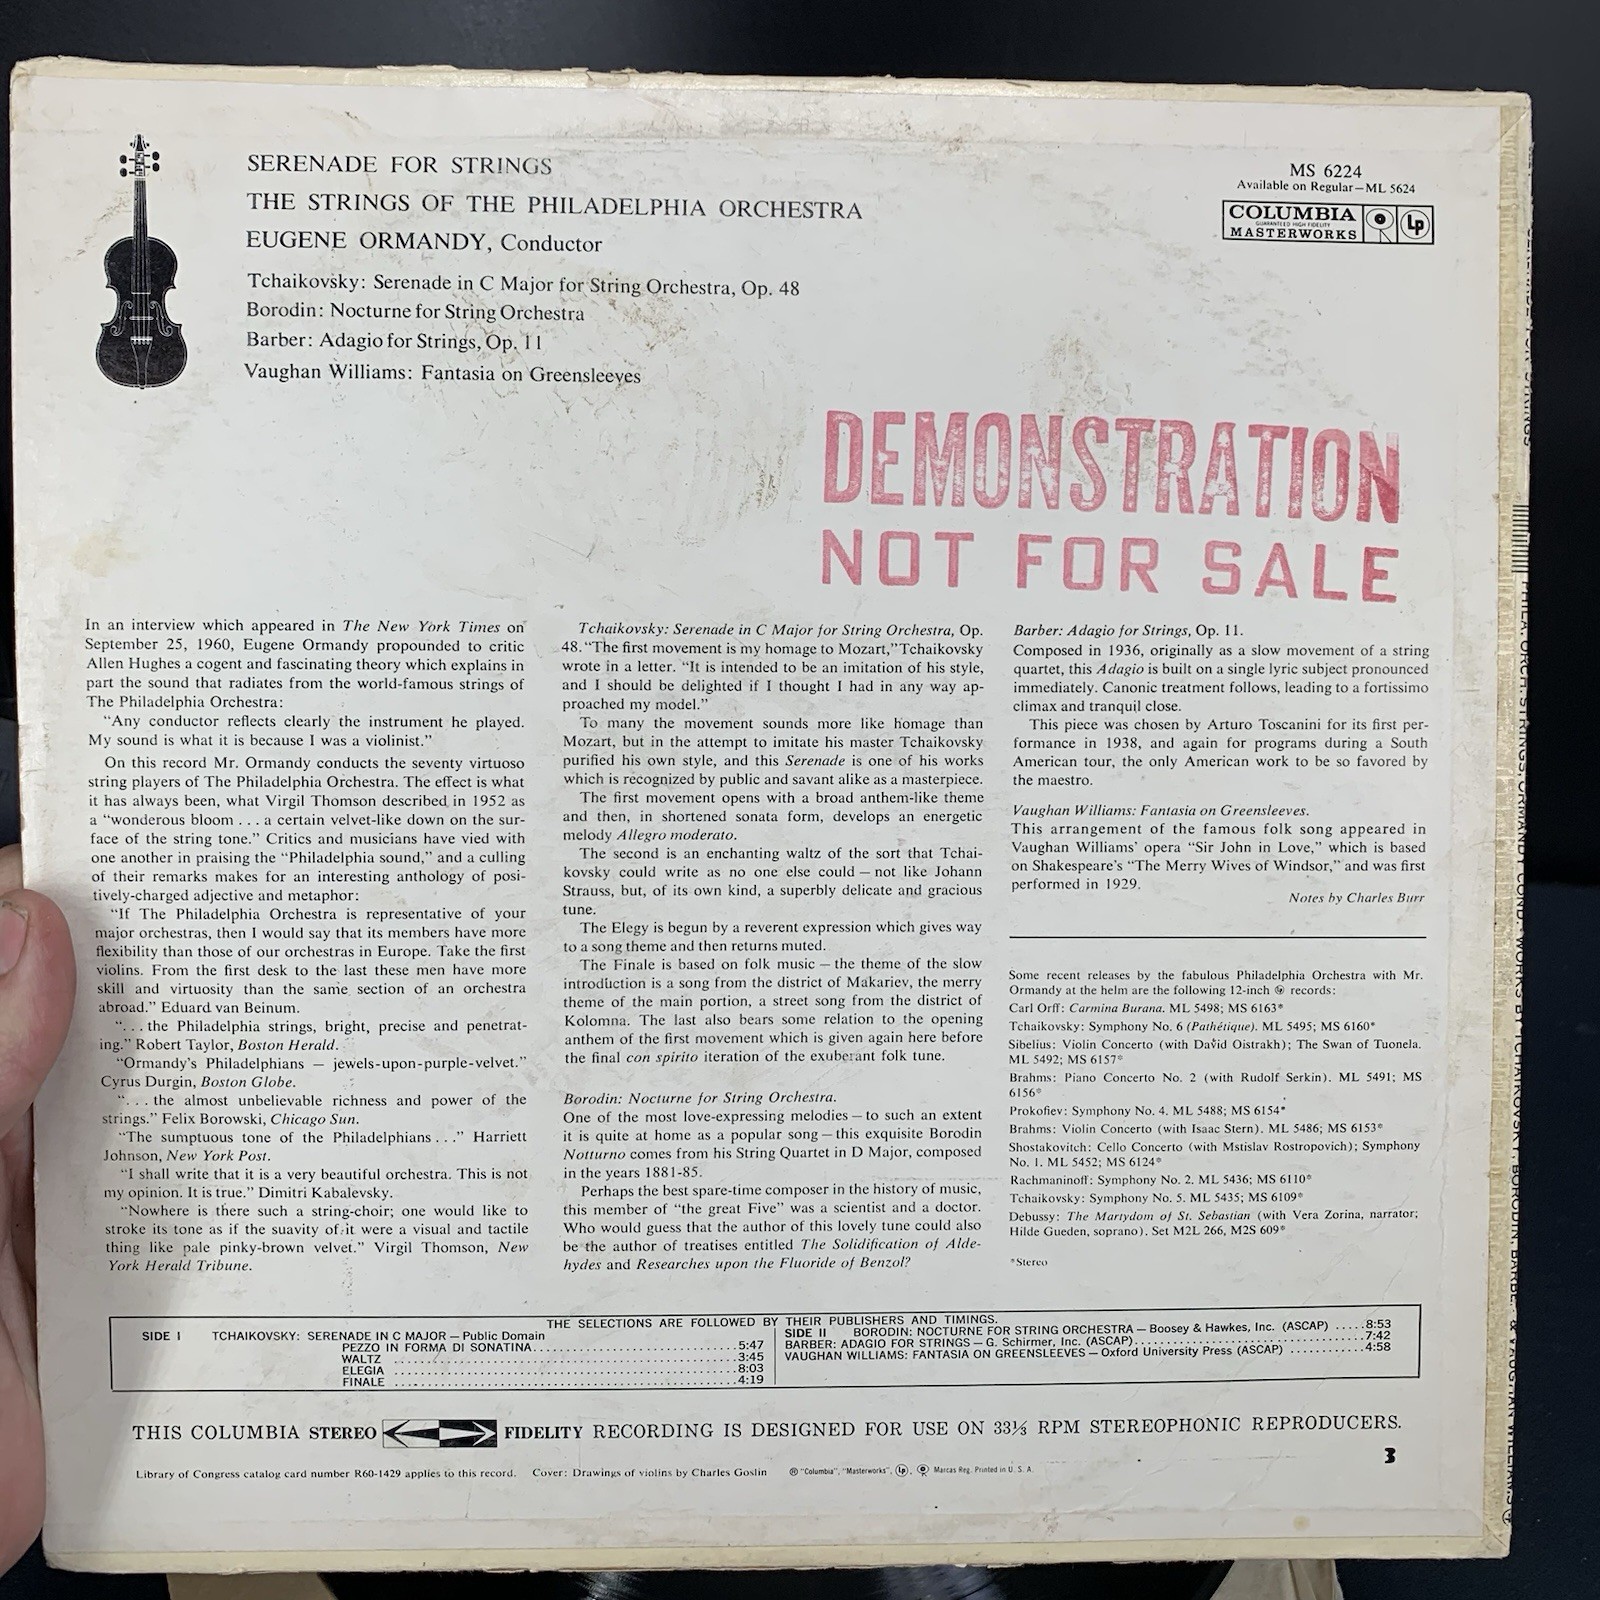 SERENADE FOR STRINGS
THE STRINGS OF THE PHILADELPHIA ORCHESTRA
EUGENE ORMANDY, Conductor
Tchaikovsky: Serenade in C Major for String Orchestra, Op. 48
Borodin: Nocturne for String Orchestra
Barber: Adagio for Strings, Op. 11
Vaughan Williams: Fantasia on Greensleeves
MS 6224
Available on Regular—ML 5624
COLUMBIA
GUARANTEED HIGH FIDELITY
MASTERWORKS
Lp
DEMONSTRATION
NOT FOR SALE
In an interview which appeared in The New York Times on
September 25, 1960, Eugene Ormandy propounded to critic
Allen Hughes a cogent and fascinating theory which explains in
part the sound that radiates from the world-famous strings of
The Philadelphia Orchestra:
“Any conductor reflects clearly the instrument he played.
My sound is what it is because I was a violinist.”
On this record Mr. Ormandy conducts the seventy virtuoso
string players of The Philadelphia Orchestra. The effect is what
it has always been, what Virgil Thomson described in 1952 as
a “wonderous bloom . . . a certain velvet-like down on the sur-
face of the string tone.” Critics and musicians have vied with
one another in praising the “Philadelphia sound,” and a culling
of their remarks makes for an interesting anthology of posi-
tively-charged adjective and metaphor:
“If The Philadelphia Orchestra is representative of your
major orchestras, then I would say that its members have more
flexibility than those of our orchestras in Europe. Take the first
violins. From the first desk to the last these men have more
skill and virtuosity than the same section of an orchestra
abroad.” Eduard van Beinum.
“. . . the Philadelphia strings, bright, precise and penetrat-
ing.” Robert Taylor, Boston Herald.
“Ormandy’s Philadelphians — jewels-upon-purple-velvet.”
Cyrus Durgin, Boston Globe.
“. . . the almost unbelievable richness and power of the
strings.” Felix Borowski, Chicago Sun.
“The sumptuous tone of the Philadelphians . . .” Harriett
Johnson, New York Post.
“I shall write that it is a very beautiful orchestra. This is not
my opinion. It is true.” Dimitri Kabalevsky.
“Nowhere is there such a string-choir; one would like to
stroke its tone as if the suavity of it were a visual and tactile
thing like pale pinky-brown velvet.” Virgil Thomson, New
York Herald Tribune.
Tchaikovsky: Serenade in C Major for String Orchestra, Op.
48. “The first movement is my homage to Mozart,” Tchaikovsky
wrote in a letter. “It is intended to be an imitation of his style,
and I should be delighted if I thought I had in any way ap-
proached my model.”
To many the movement sounds more like homage than
Mozart, but in the attempt to imitate his master Tchaikovsky
purified his own style, and this Serenade is one of his works
which is recognized by public and savant alike as a masterpiece.
The first movement opens with a broad anthem-like theme
and then, in shortened sonata form, develops an energetic
melody Allegro moderato.
The second is an enchanting waltz of the sort that Tchai-
kovsky could write as no one else could — not like Johann
Strauss, but, of its own kind, a superbly delicate and gracious
tune.
The Elegy is begun by a reverent expression which gives way
to a song theme and then returns muted.
The Finale is based on folk music — the theme of the slow
introduction is a song from the district of Makariev, the merry
theme of the main portion, a street song from the district of
Kolomna. The last also bears some relation to the opening
anthem of the first movement which is given again here before
the final con spirito iteration of the exuberant folk tune.
Borodin: Nocturne for String Orchestra.
One of the most love-expressing melodies — to such an extent
it is quite at home as a popular song — this exquisite Borodin
Notturno comes from his String Quartet in D Major, composed
in the years 1881-85.
Perhaps the best spare-time composer in the history of music,
this member of “the great Five” was a scientist and a doctor.
Who would guess that the author of this lovely tune could also
be the author of treatises entitled The Solidification of Alde-
hydes and Researches upon the Fluoride of Benzol?
Barber: Adagio for Strings, Op. 11.
Composed in 1936, originally as a slow movement of a string
quartet, this Adagio is built on a single lyric subject pronounced
immediately. Canonic treatment follows, leading to a fortissimo
climax and tranquil close.
This piece was chosen by Arturo Toscanini for its first per-
formance in 1938, and again for programs during a South
American tour, the only American work to be so favored by
the maestro.
Vaughan Williams: Fantasia on Greensleeves.
This arrangement of the famous folk song appeared in
Vaughan Williams’ opera “Sir John in Love,” which is based
on Shakespeare’s “The Merry Wives of Windsor,” and was first
performed in 1929.
Notes by Charles Burr
Some recent releases by the fabulous Philadelphia Orchestra with Mr.
Ormandy at the helm are the following 12-inch Lp records:
Carl Orff: Carmina Burana. ML 5498; MS 6163*
Tchaikovsky: Symphony No. 6 (Pathétique). ML 5495; MS 6160*
Sibelius: Violin Concerto (with David Oistrakh); The Swan of Tuonela.
ML 5492; MS 6157*
Brahms: Piano Concerto No. 2 (with Rudolf Serkin). ML 5491; MS
6156*
Prokofiev: Symphony No. 4. ML 5488; MS 6154*
Brahms: Violin Concerto (with Isaac Stern). ML 5486; MS 6153*
Shostakovitch: Cello Concerto (with Mstislav Rostropovich); Symphony
No. 1. ML 5452; MS 6124*
Rachmaninoff: Symphony No. 2. ML 5436; MS 6110*
Tchaikovsky: Symphony No. 5. ML 5435; MS 6109*
Debussy: The Martydom of St. Sebastian (with Vera Zorina, narrator;
Hilde Gueden, soprano). Set M2L 266, M2S 609*
*Stereo
THE SELECTIONS ARE FOLLOWED BY THEIR PUBLISHERS AND TIMINGS.
SIDE I TCHAIKOVSKY: SERENADE IN C MAJOR — Public Domain
PEZZO IN FORMA DI SONATINA 5:47
WALTZ 3:45
ELEGIA 8:03
FINALE 4:19
SIDE II BORODIN: NOCTURNE FOR STRING ORCHESTRA — Boosey & Hawkes, Inc. (ASCAP) 8:53
BARBER: ADAGIO FOR STRINGS — G. Schirmer, Inc. (ASCAP) 7:42
VAUGHAN WILLIAMS: FANTASIA ON GREENSLEEVES — Oxford University Press (ASCAP) 4:58
THIS COLUMBIA STEREO FIDELITY RECORDING IS DESIGNED FOR USE ON 33⅓ RPM STEREOPHONIC REPRODUCERS.
3
Library of Congress catalog card number R60-1429 applies to this record. Cover: Drawings of violins by Charles Goslin ® “Columbia”, “Masterworks”, Lp, Marcas Reg. Printed in U. S. A.
PHILA. ORCH. STRINGS, ORMANDY, COND. WORKS BY TCHAIKOVSKY, BORODIN, BARBER & VAUGHAN WILLIAMS